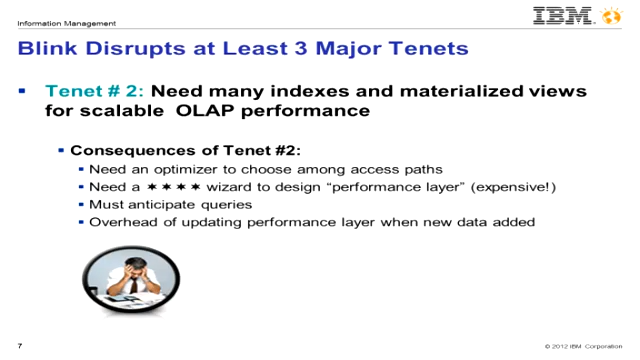 Information Management
IBM
Blink Disrupts at Least 3 Major Tenets
Tenet # 2: Need many indexes and materialized views
for scalable OLAP performance
Consequences of Tenet #2:
Need an optimizer to choose among access paths
Need a ★ ★ ★ ★ wizard to design “performance layer” (expensive!)
Must anticipate queries
Overhead of updating performance layer when new data added
7
© 2012 IBM Corporation